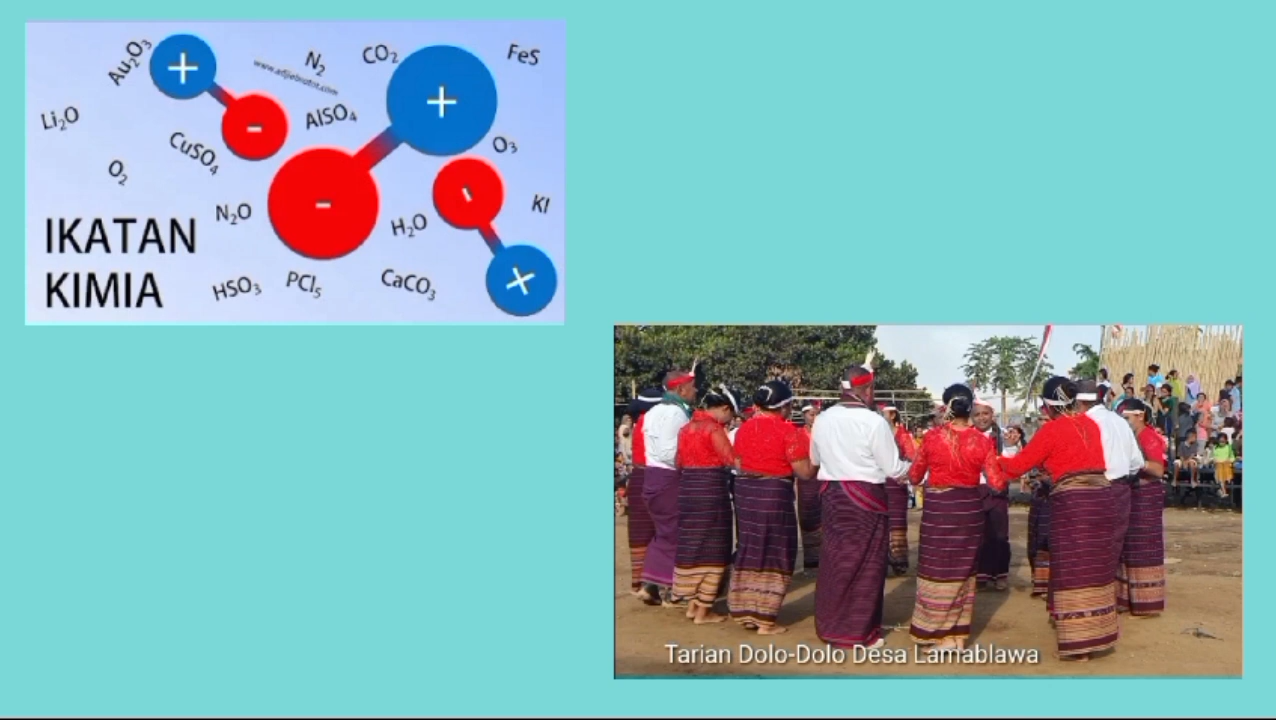 Au₂O₃
N₂
CO₂
FeS
www.adjiebrotot.com
Li₂O
AlSO₄
CuSO₄
O₃
O₂
N₂O
H₂O
KI
IKATAN
KIMIA
HSO₃
PCl₅
CaCO₃
Tarian Dolo-Dolo Desa Lamablawa